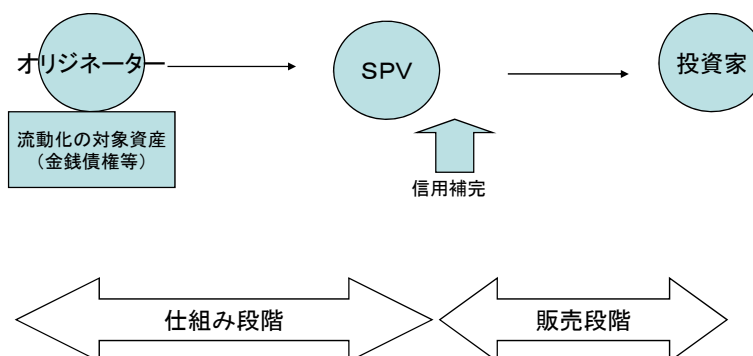 オリジネーター
SPV
投資家
流動化の対象資産
（金銭債権等）
信用補完
仕組み段階
販売段階